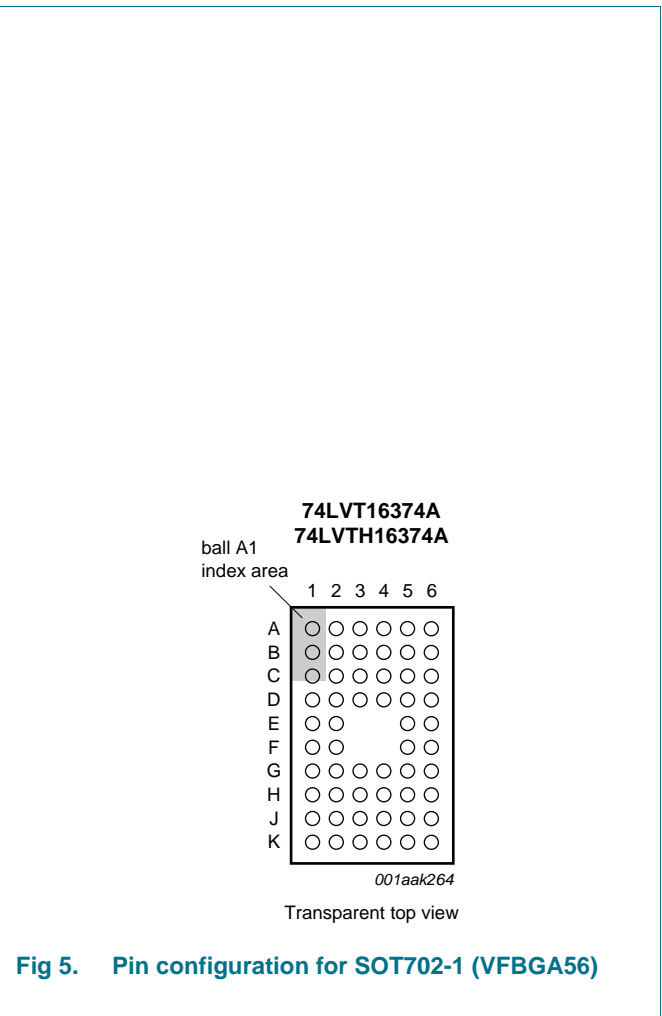 74LVT16374A
74LVTH16374A
ball A1
index area
1 2 3 4 5 6
A
B
C
D
E
F
G
H
J
K
001aak264
Transparent top view
Fig 5. Pin configuration for SOT702-1 (VFBGA56)